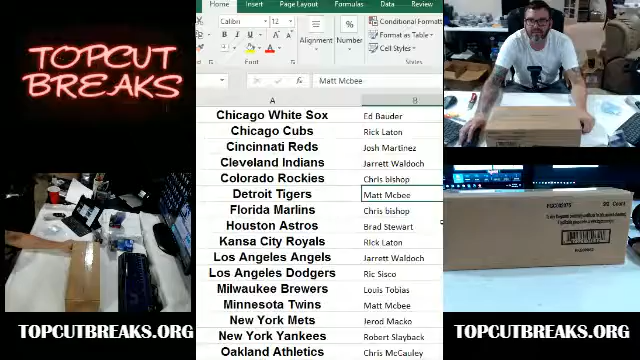 TOPCUT
BREAKS
Home Insert Page Layout Formulas
Calibri 12
B I U
Alignment
%
Number
Conditional Formatt
Format as Table
Cell Styles
Matt Mcbee
A B
Chicago White Sox Ed Bauder
Chicago Cubs Rick Laton
Cincinnati Reds Josh Martinez
Cleveland Indians Jarrett Waldoch
Colorado Rockies Chris bishop
Detroit Tigers Matt Mcbee
Florida Marlins Chris bishop
Houston Astros Brad Stewart
Kansa City Royals Rick Laton
Los Angeles Angels Jarrett Waldoch
Los Angeles Dodgers Ric Sisco
Milwaukee Brewers Louis Tobias
Minnesota Twins Matt Mcbee
New York Mets Jerod Macko
New York Yankees Robert Slayback
Oakland Athletics Chris McCauley
TOPCUTBREAKS.ORG
TOPCUTBREAKS.ORG